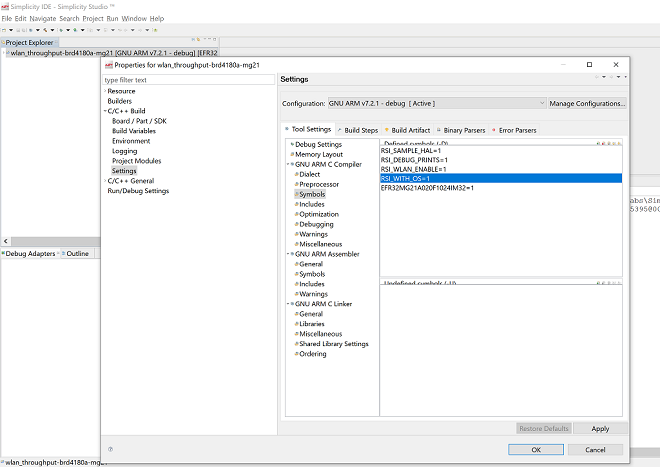 Simplicity IDE - Simplicity Studio ™
File Edit Navigate Search Project Run Window Help
Project Explorer
wlan_throughput-brd4180a-mg21 [GNU ARM v7.2.1 - debug] [EFR32
Properties for wlan_throughput-brd4180a-mg21
type filter text
Resource
Builders
C/C++ Build
Board / Part / SDK
Build Variables
Environment
Logging
Project Modules
Settings
C/C++ General
Run/Debug Settings
Settings
Configuration: GNU ARM v7.2.1 - debug [ Active ] Manage Configurations...
Tool Settings Build Steps Build Artifact Binary Parsers Error Parsers
Debug Settings
Memory Layout
GNU ARM C Compiler
Dialect
Preprocessor
Symbols
Includes
Optimization
Debugging
Warnings
Miscellaneous
GNU ARM Assembler
General
Symbols
Includes
Warnings
GNU ARM C Linker
General
Libraries
Miscellaneous
Shared Library Settings
Ordering
Defined symbols (-D)
RSI_SAMPLE_HAL=1
RSI_DEBUG_PRINTS=1
RSI_WLAN_ENABLE=1
RSI_WITH_OS=1
EFR32MG21A020F1024IM32=1
Undefined symbols (-U)
abs\Sim
5395@00
Debug Adapters Outline
Restore Defaults Apply
OK Cancel
wlan_throughput-brd4180a-mg21